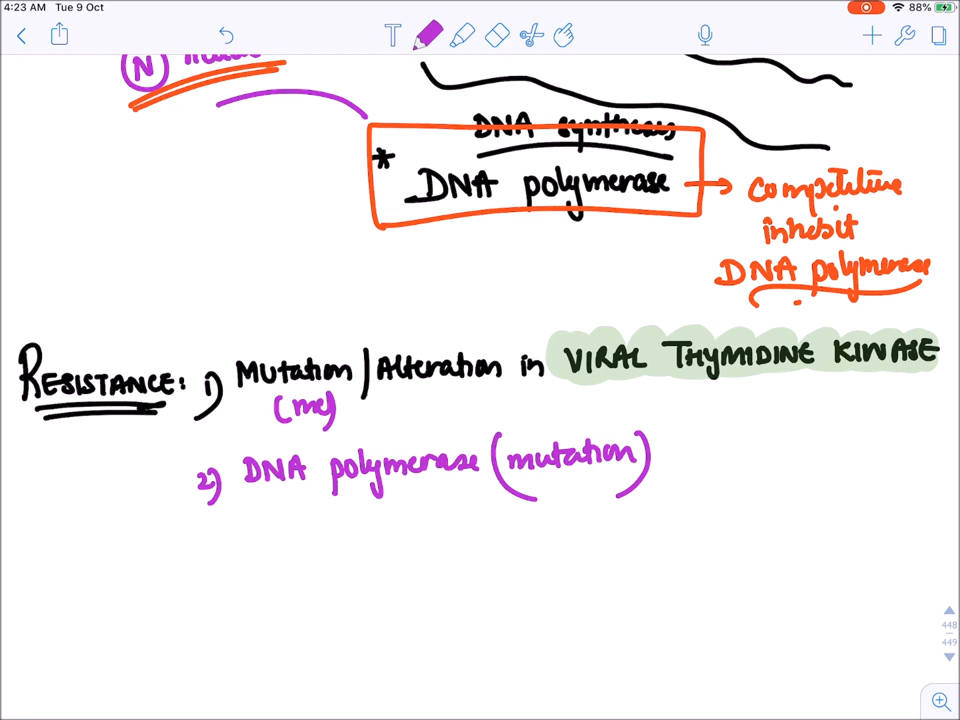 4:23 AM Tue 9 Oct
88%
T
N
DNA synthesis
* DNA polymerase → Competitive
inhibit
DNA polymerase
RESISTANCE: 1) Mutation/Alteration in VIRAL THYMIDINE KINASE
(mc)
2) DNA polymerase (mutation)
448
449